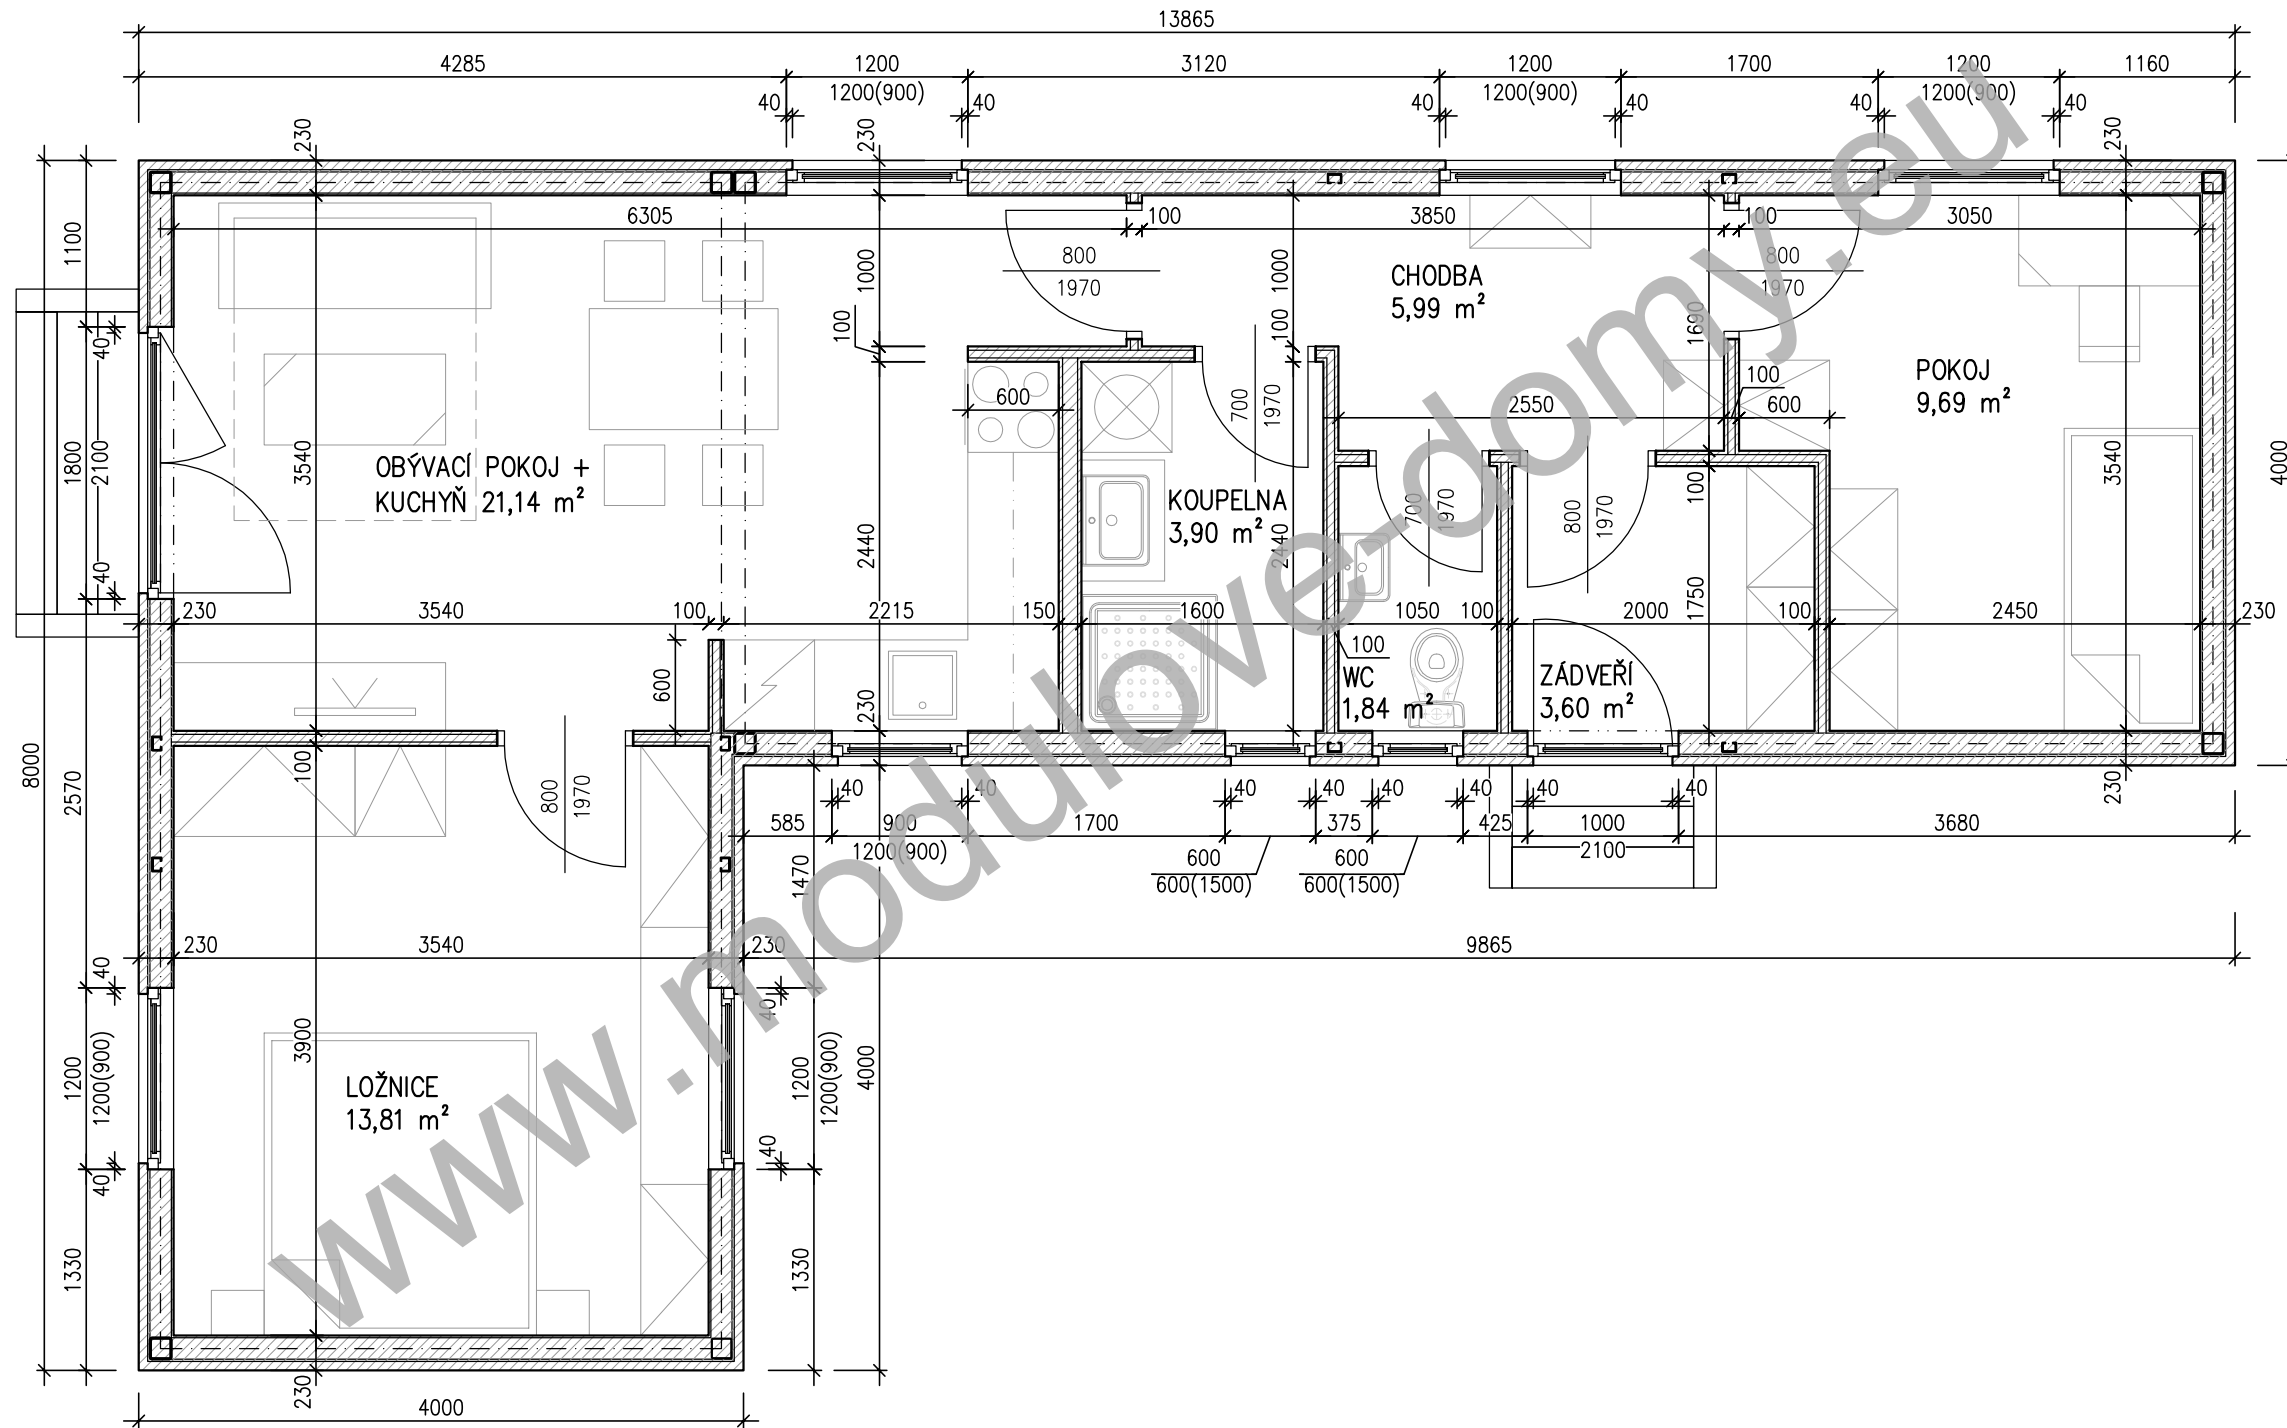 13865
4285 1200 3120 1200 1700 1200 1160
1200(900) 1200(900) 1200(900)
40 40 40 40 40 40
230 230 230
6305 100 3850 100 3050
1100
800
1970
800
1970
1000 1000
CHODBA
5,99 m²
100 100
1690
40
POKOJ
9,69 m²
600 2550 100 600
700
1970
1800 2100
3540
OBÝVACÍ POKOJ +
KUCHYŇ 21,14 m²
KOUPELNA
3,90 m²
700
1970
800
1970
100
3540
4000
2440 2440
40
1750
230 3540 100 2215 150 1600 1050 100 2000 100 2450 230
100
600
WC
1,84 m²
ZÁDVEŘÍ
3,60 m²
230
8000
2570
100
800
1970
230
40 40 40 40 40 40 40 40
585 900 1700 375 425 1000 3680
1200(900)
600
600(1500)
600
600(1500)
2100
1470
230 3540 230 9865
40 40
3900
1200
1200(900)
1200
1200(900)
4000
LOŽNICE
13,81 m²
40 40
1330 1330
230
4000
www.modulove-domy.eu